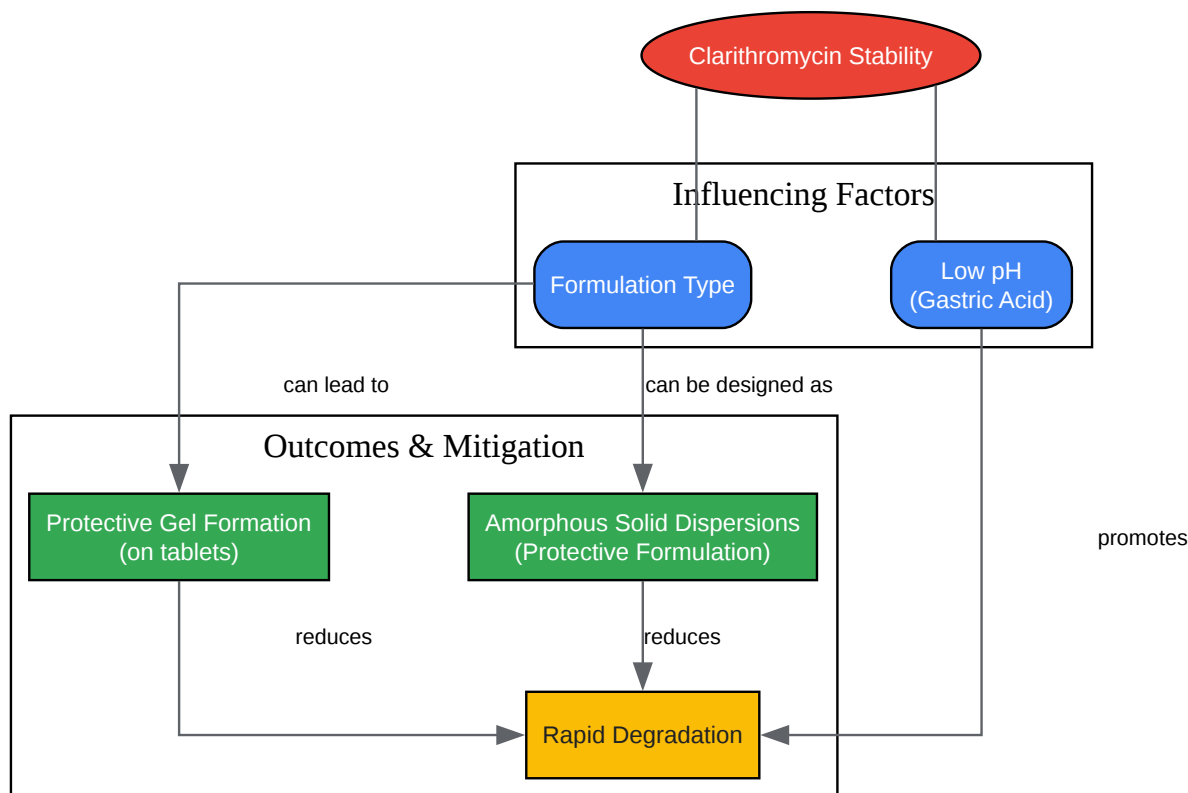 Clarithromycin Stability
Influencing Factors
Formulation Type
Low pH
(Gastric Acid)
can lead to
can be designed as
Outcomes & Mitigation
Protective Gel Formation
(on tablets)
Amorphous Solid Dispersions
(Protective Formulation)
promotes
reduces
reduces
Rapid Degradation